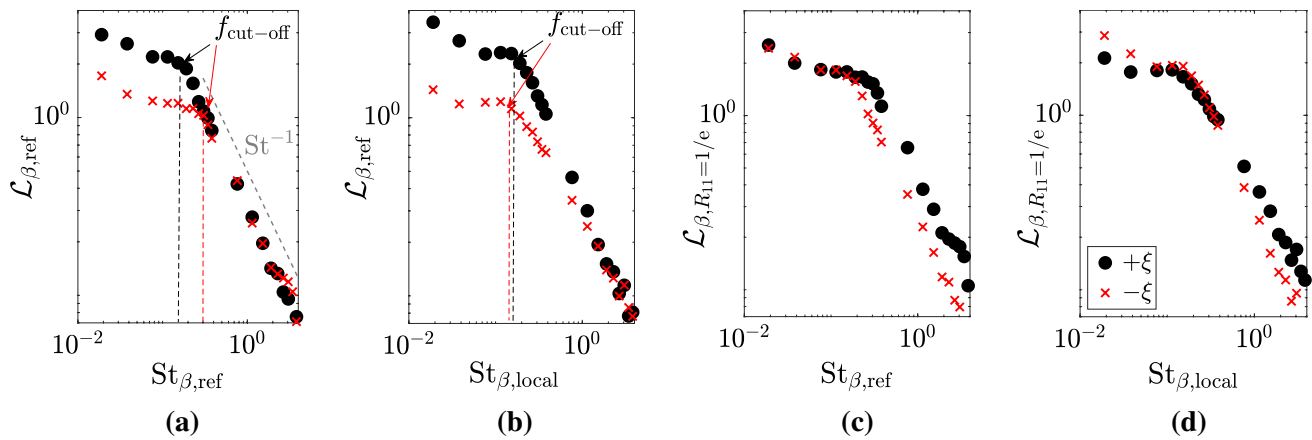 f_cut−off
St^−1
10^0
ℒ_β,ref
10^−2
10^0
St_β,ref
(a)
f_cut−off
10^0
ℒ_β,ref
10^−2
10^0
St_β,local
(b)
10^0
ℒ_β,R_11=1/e
10^−2
10^0
St_β,ref
(c)
10^0
ℒ_β,R_11=1/e
+ξ
−ξ
10^−2
10^0
St_β,local
(d)